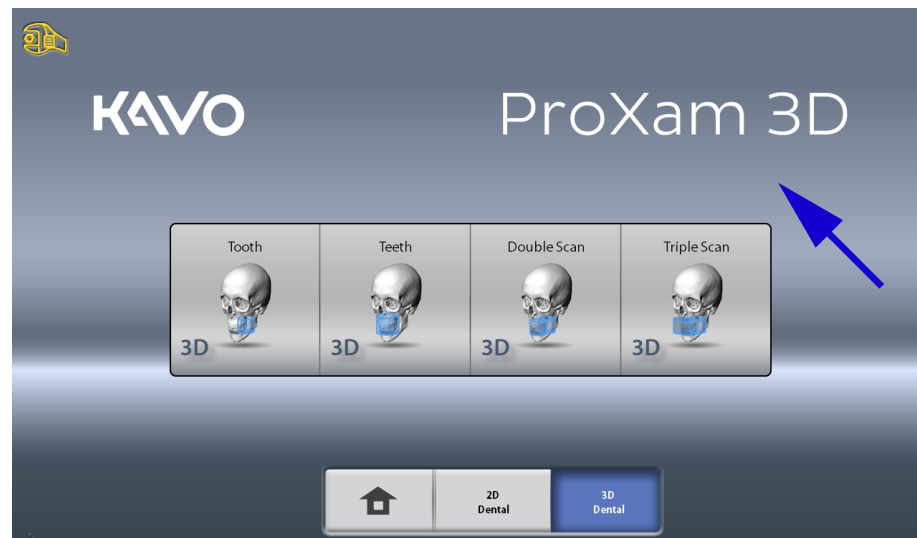 KAVO
ProXam 3D
Tooth
Teeth
Double Scan
Triple Scan
3D
3D
3D
3D
2D
Dental
3D
Dental